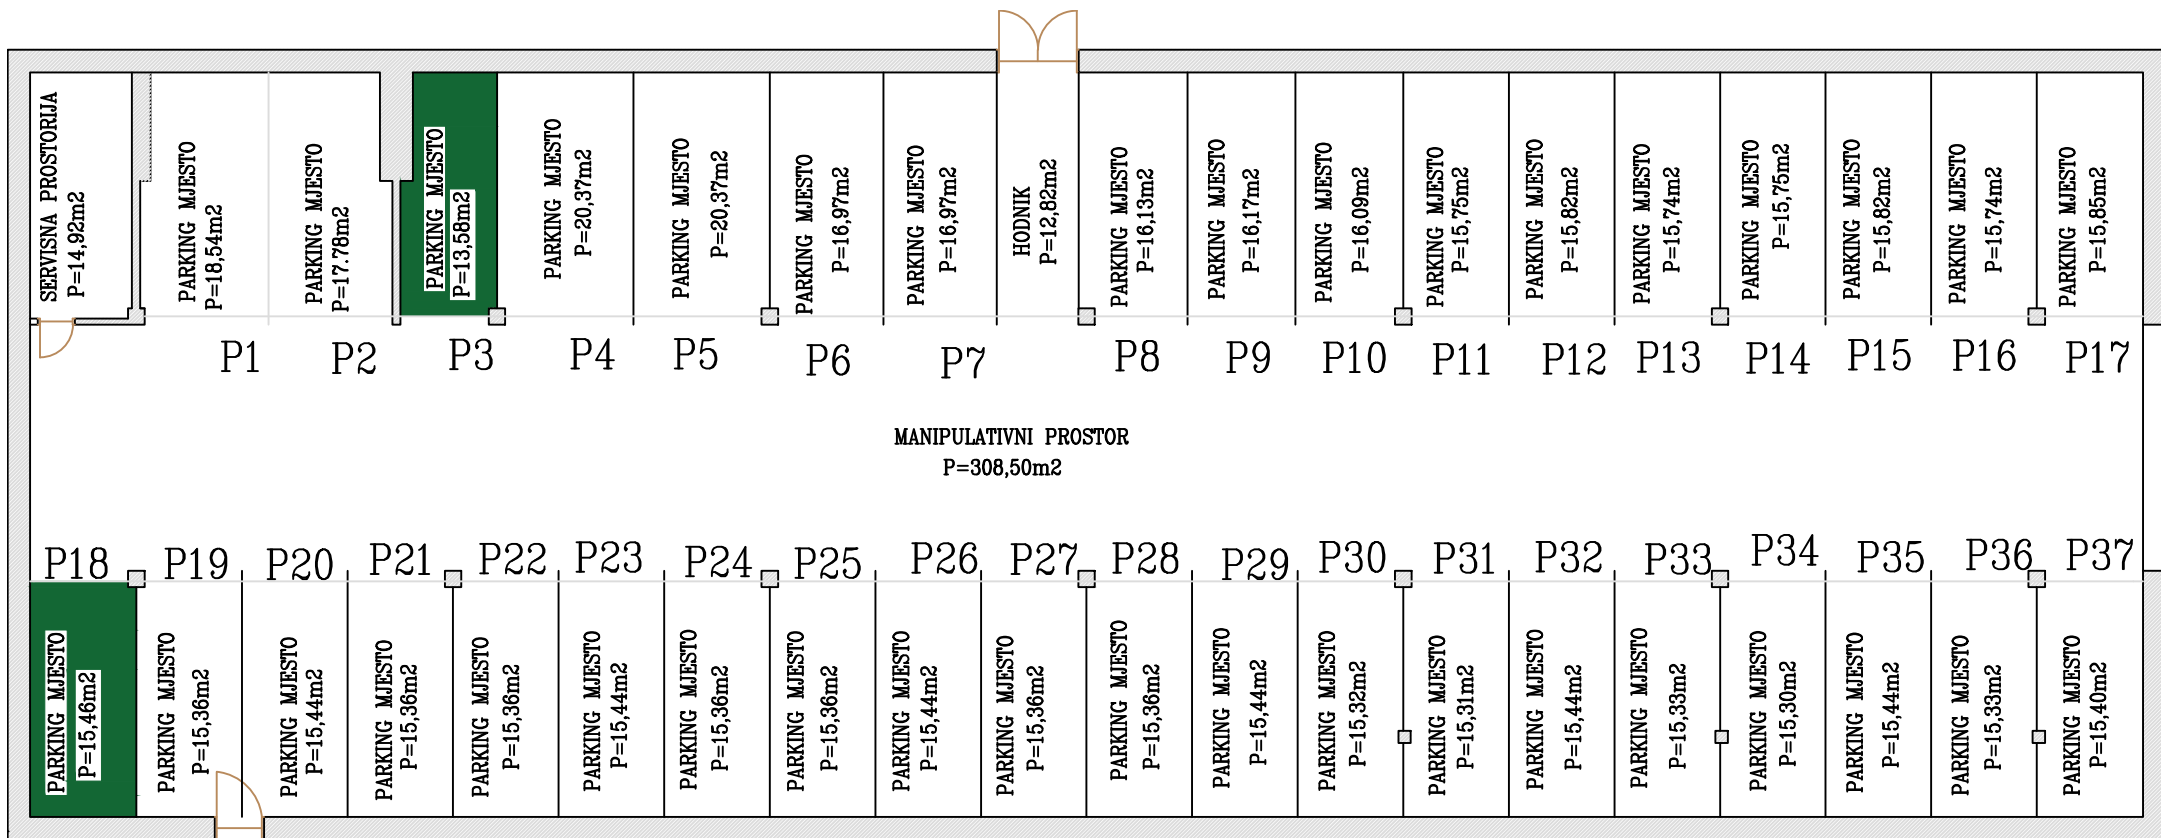 SERVISNA PROSTORIJA
P=14,92m2
PARKING MJESTO
P=18,54m2
PARKING MJESTO
P=17.78m2
PARKING MJESTO
P=13,58m2
PARKING MJESTO
P=20,37m2
PARKING MJESTO
P=20,37m2
PARKING MJESTO
P=16,97m2
PARKING MJESTO
P=16,97m2
HODNIK
P=12,82m2
PARKING MJESTO
P=16,13m2
PARKING MJESTO
P=16,17m2
PARKING MJESTO
P=16,09m2
PARKING MJESTO
P=15,75m2
PARKING MJESTO
P=15,82m2
PARKING MJESTO
P=15,74m2
PARKING MJESTO
P=15,75m2
PARKING MJESTO
P=15,82m2
PARKING MJESTO
P=15,74m2
PARKING MJESTO
P=15,85m2
P1
P2
P3
P4
P5
P6
P7
P8
P9
P10
P11
P12
P13
P14
P15
P16
P17
MANIPULATIVNI PROSTOR
P=308,50m2
P18
P19
P20
P21
P22
P23
P24
P25
P26
P27
P28
P29
P30
P31
P32
P33
P34
P35
P36
P37
PARKING MJESTO
P=15,46m2
PARKING MJESTO
P=15,36m2
PARKING MJESTO
P=15,44m2
PARKING MJESTO
P=15,36m2
PARKING MJESTO
P=15,36m2
PARKING MJESTO
P=15,44m2
PARKING MJESTO
P=15,36m2
PARKING MJESTO
P=15,36m2
PARKING MJESTO
P=15,44m2
PARKING MJESTO
P=15,36m2
PARKING MJESTO
P=15,36m2
PARKING MJESTO
P=15,44m2
PARKING MJESTO
P=15,32m2
PARKING MJESTO
P=15,31m2
PARKING MJESTO
P=15,44m2
PARKING MJESTO
P=15,33m2
PARKING MJESTO
P=15,30m2
PARKING MJESTO
P=15,44m2
PARKING MJESTO
P=15,33m2
PARKING MJESTO
P=15,40m2